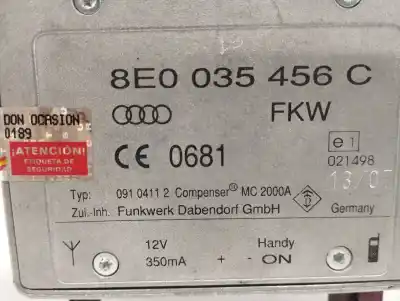 8E0 035 456 C
FKW
DON OCASION
0189
¡ATENCIÓN!
ETIQUETA DE
SEGURIDAD
CE 0681
e1
021498
13/07
Typ: 091 0411 2 Compenser® MC 2000A
Zul.-Inh. Funkwerk Dabendorf GmbH
Germany
12V
350mA
+ -
Handy
ON